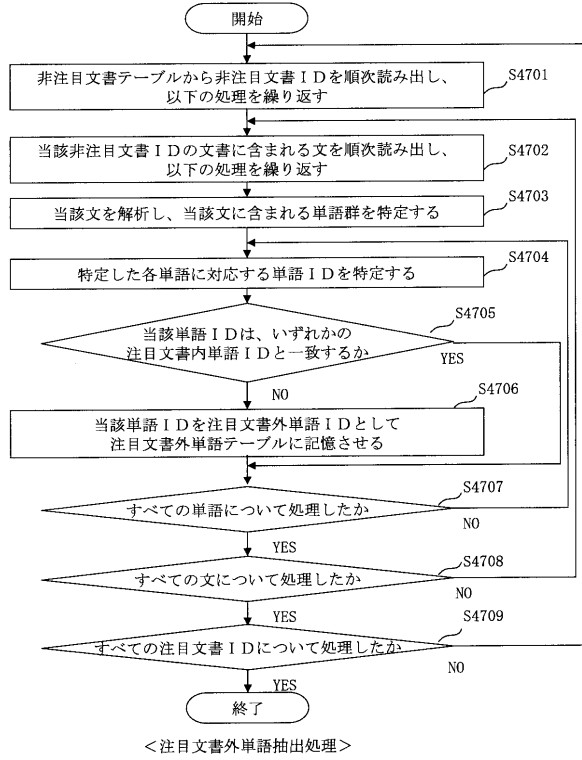 開始
非注目文書テーブルから非注目文書ＩＤを順次読み出し、
以下の処理を繰り返す
S4701
当該非注目文書ＩＤの文書に含まれる文を順次読み出し、
以下の処理を繰り返す
S4702
当該文を解析し、当該文に含まれる単語群を特定する
S4703
特定した各単語に対応する単語ＩＤを特定する
S4704
当該単語ＩＤは、いずれかの
注目文書内単語ＩＤと一致するか
S4705
YES
NO
当該単語ＩＤを注目文書外単語ＩＤとして
注目文書外単語テーブルに記憶させる
S4706
すべての単語について処理したか
S4707
NO
YES
すべての文について処理したか
S4708
NO
YES
すべての注目文書ＩＤについて処理したか
S4709
NO
YES
終了
＜注目文書外単語抽出処理＞